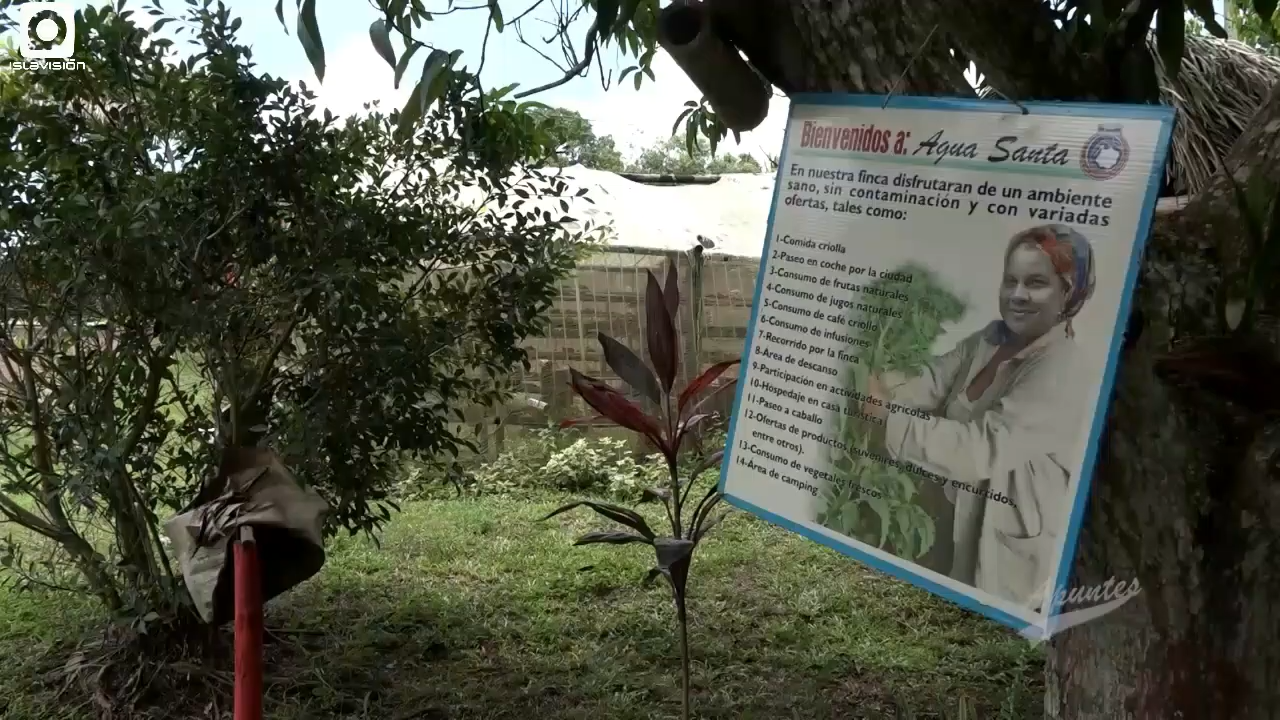 ISLAVISIÓN
Bienvenidos a: Agua Santa
En nuestra finca disfrutaran de un ambiente
sano, sin contaminación y con variadas
ofertas, tales como:
1-Comida criolla
2-Paseo en coche por la ciudad
3-Consumo de frutas naturales
4-Consumo de jugos naturales
5-Consumo de café criollo
6-Consumo de infusiones
7-Recorrido por la finca
8-Área de descanso
9-Participación en actividades agrícolas
10-Hospedaje en casa turística
11-Paseo a caballo
12-Ofertas de productos (suvenires, dulces y encurtidos,
entre otros).
13-Consumo de vegetales frescos
14-Área de camping
Apuntes